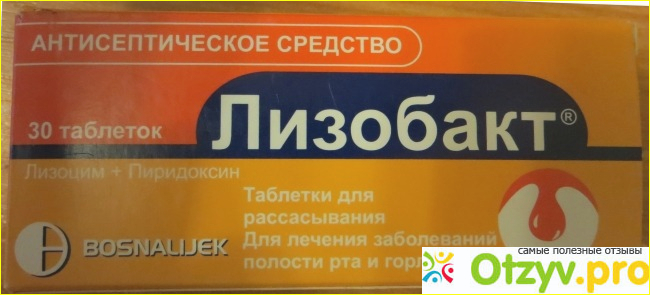 АНТИСЕПТИЧЕСКОЕ СРЕДСТВО
Лизобакт®
30 таблеток
Лизоцим + Пиридоксин
Таблетки для
рассасывания
Для лечения заболеваний
полости рта и
BOSNALIJEK
самые полезные отзывы
Otzyv.pro